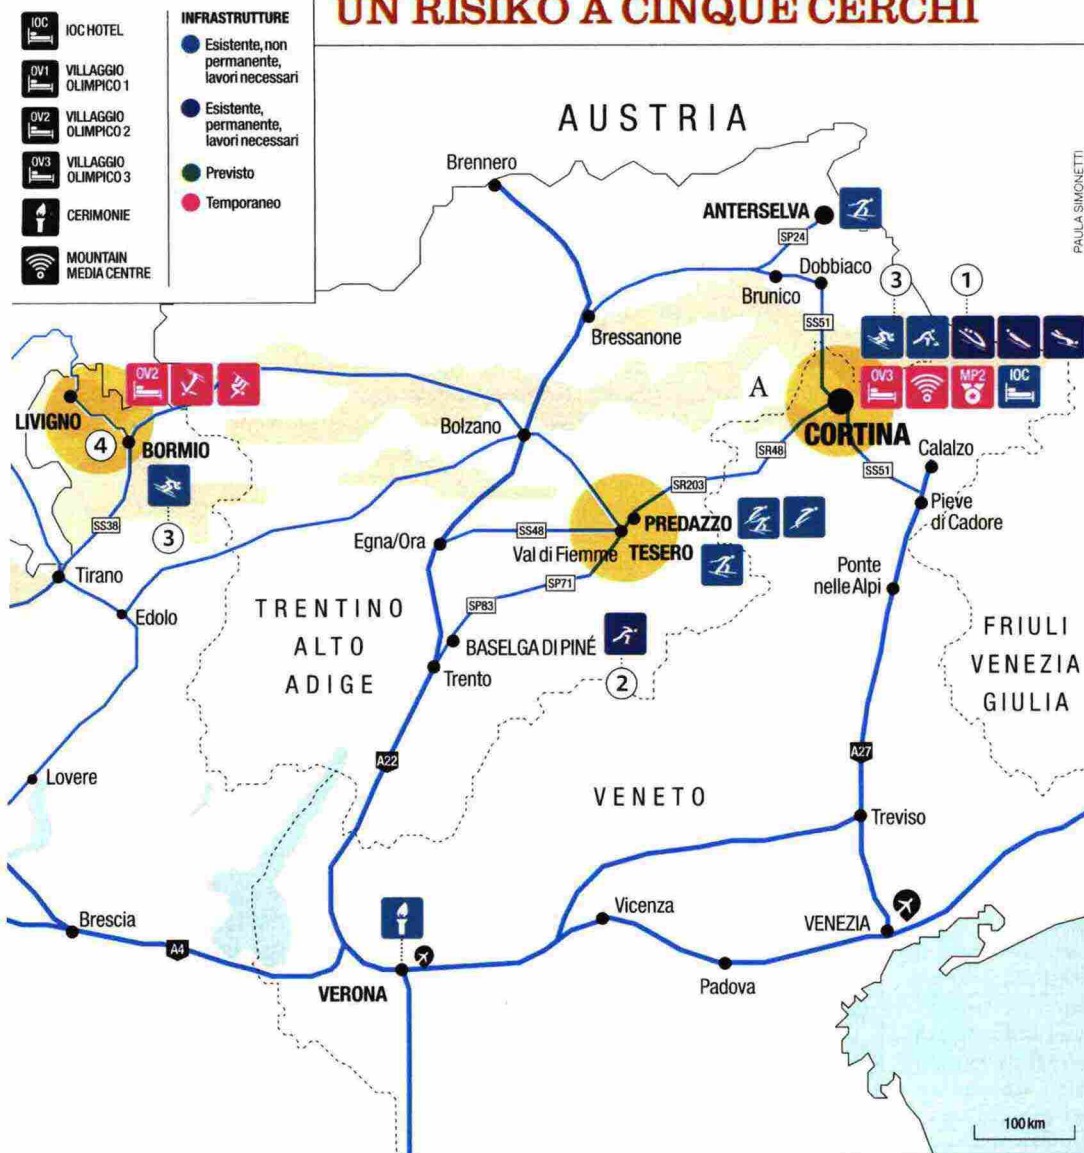 UN RISIKO A CINQUE CERCHI
IOC
IOC HOTEL
OV1
VILLAGGIO
OLIMPICO 1
OV2
VILLAGGIO
OLIMPICO 2
OV3
VILLAGGIO
OLIMPICO 3
CERIMONIE
MOUNTAIN
MEDIA CENTRE
INFRASTRUTTURE
Esistente, non
permanente,
lavori necessari
Esistente,
permanente,
lavori necessari
Previsto
Temporaneo
PAULA SIMONETTI
AUSTRIA
Brennero
ANTERSELVA
SP24
Dobbiaco
Brunico
3
1
Bressanone
SS51
OV2
OV3
MP2
IOC
A
LIVIGNO
4
BORMIO
Bolzano
CORTINA
Calalzo
SR48
SS51
SR203
3
SS38
Pieve
di Cadore
PREDAZZO
SS48
Egna/Ora
Val di Fiemme
TESERO
Ponte
nelle Alpi
Tirano
SP71
Edolo
SP83
TRENTINO
ALTO
ADIGE
BASELGA DI PINÉ
2
Trento
FRIULI
VENEZIA
GIULIA
A22
A27
Lovere
VENETO
Treviso
Brescia
A4
Vicenza
VENEZIA
VERONA
Padova
100 km